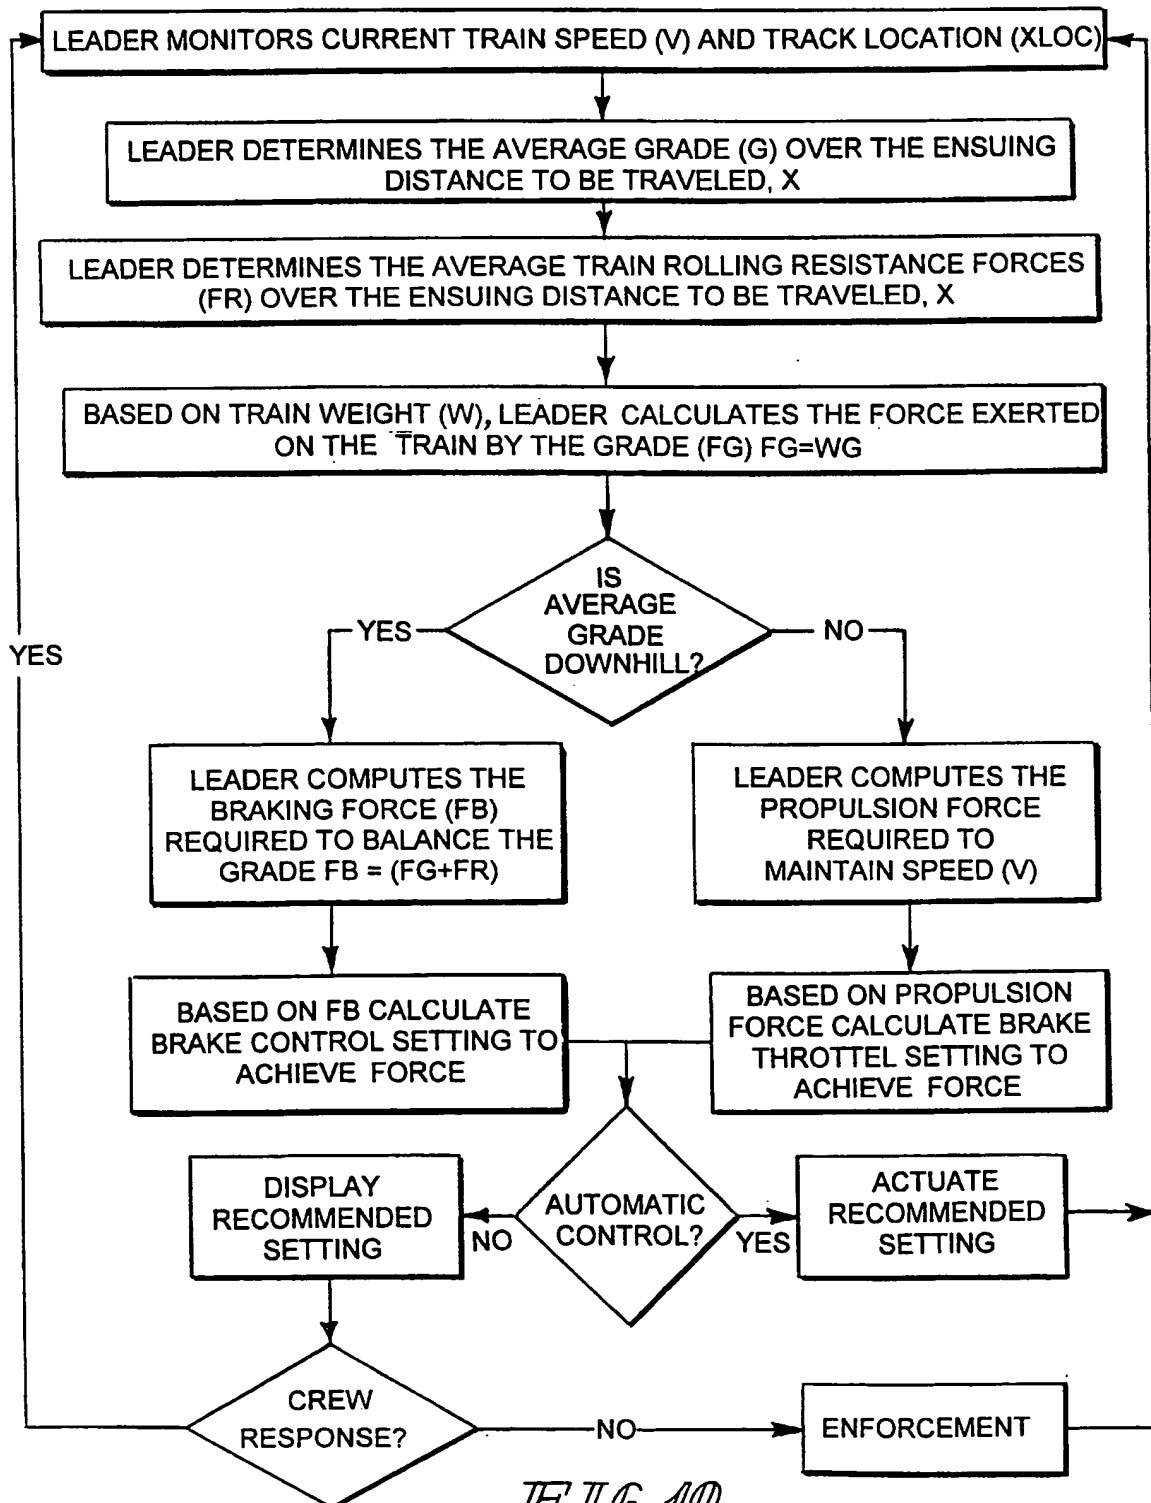 LEADER MONITORS CURRENT TRAIN SPEED (V) AND TRACK LOCATION (XLOC)
LEADER DETERMINES THE AVERAGE GRADE (G) OVER THE ENSUING
DISTANCE TO BE TRAVELED, X
LEADER DETERMINES THE AVERAGE TRAIN ROLLING RESISTANCE FORCES
(FR) OVER THE ENSUING DISTANCE TO BE TRAVELED, X
BASED ON TRAIN WEIGHT (W), LEADER CALCULATES THE FORCE EXERTED
ON THE TRAIN BY THE GRADE (FG) FG=WG
IS
AVERAGE
GRADE
DOWNHILL?
YES
NO
YES
LEADER COMPUTES THE
BRAKING FORCE (FB)
REQUIRED TO BALANCE THE
GRADE FB = (FG+FR)
LEADER COMPUTES THE
PROPULSION FORCE
REQUIRED TO
MAINTAIN SPEED (V)
BASED ON FB CALCULATE
BRAKE CONTROL SETTING TO
ACHIEVE FORCE
BASED ON PROPULSION
FORCE CALCULATE BRAKE
THROTTEL SETTING TO
ACHIEVE FORCE
DISPLAY
RECOMMENDED
SETTING
NO
AUTOMATIC
CONTROL?
YES
ACTUATE
RECOMMENDED
SETTING
CREW
RESPONSE?
NO
ENFORCEMENT